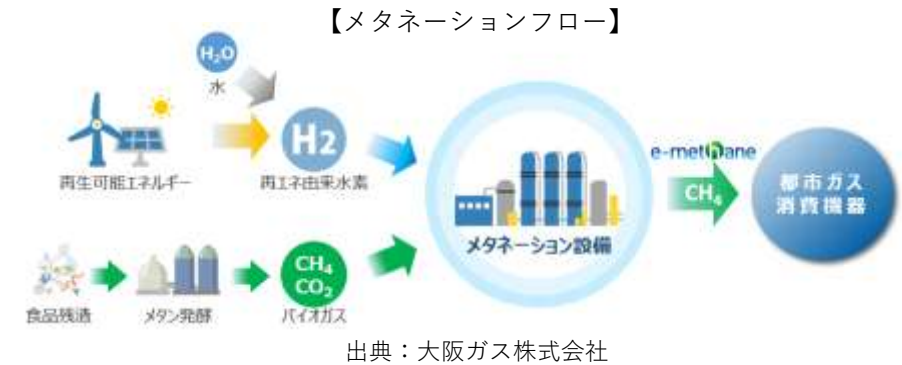 【メタネーションフロー】
H₂O
水
再生可能エネルギー
H2
再エネ由来水素
食品残渣
メタン発酵
CH₄
CO₂
バイオガス
メタネーション設備
e-methane
CH₄
都市ガス
消費機器
出典：大阪ガス株式会社